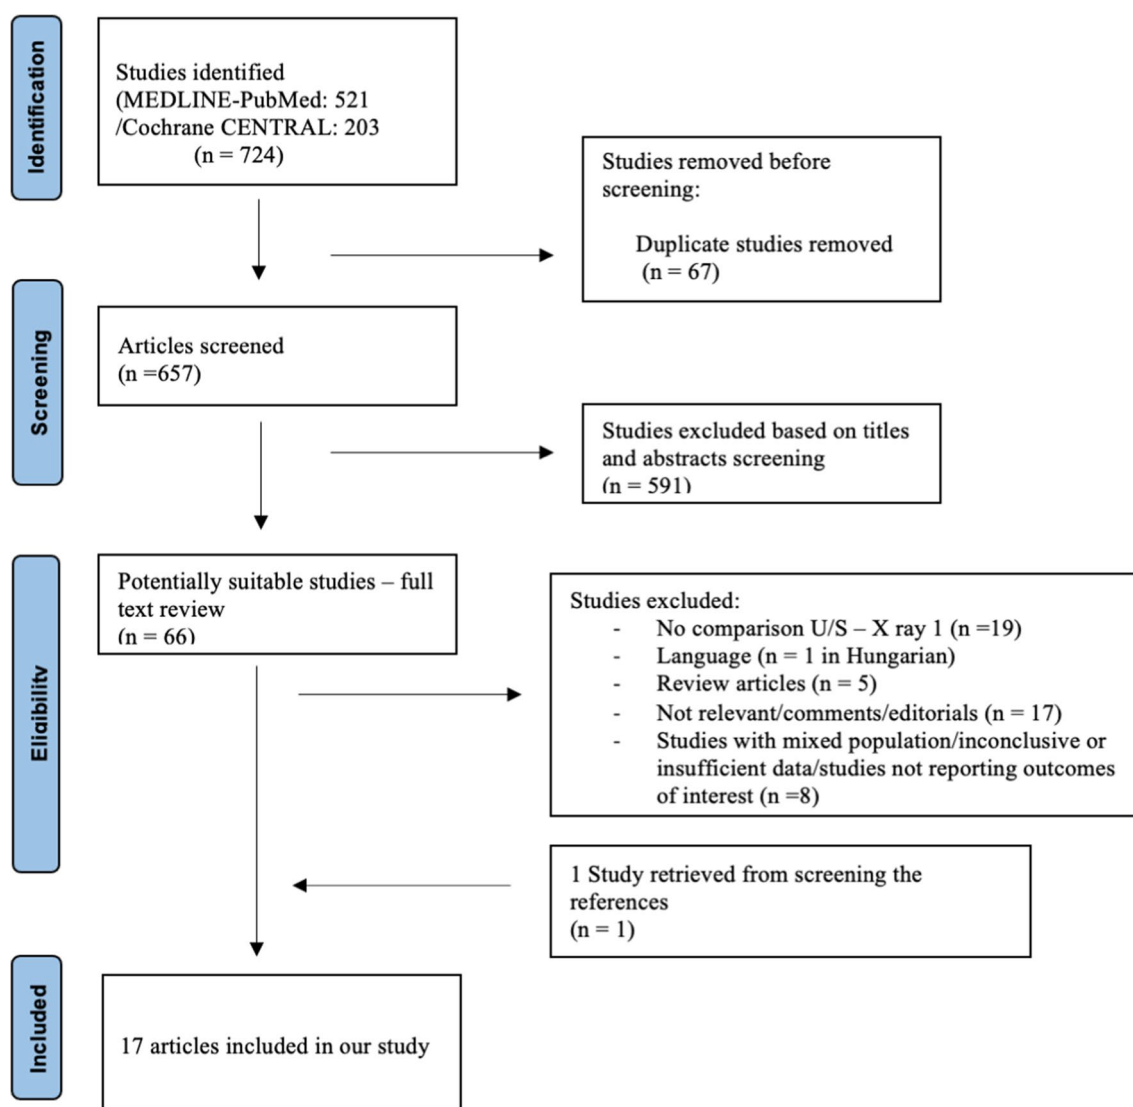 Identification
Studies identified
(MEDLINE-PubMed: 521
/Cochrane CENTRAL: 203
(n = 724)
Studies removed before
screening:
Duplicate studies removed
(n = 67)
Screening
Articles screened
(n =657)
Studies excluded based on titles
and abstracts screening
(n = 591)
Eligibility
Potentially suitable studies – full
text review
(n = 66)
Studies excluded:
- No comparison U/S – X ray 1 (n =19)
- Language (n = 1 in Hungarian)
- Review articles (n = 5)
- Not relevant/comments/editorials (n = 17)
- Studies with mixed population/inconclusive or
insufficient data/studies not reporting outcomes
of interest (n =8)
1 Study retrieved from screening the
references
(n = 1)
Included
17 articles included in our study